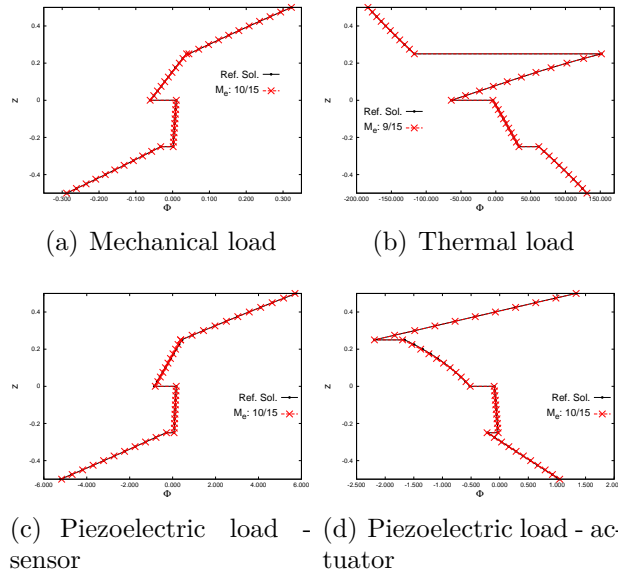 z
0.4
0.2
0
-0.2
-0.4
-0.300 -0.200 -0.100 0.000 0.100 0.200 0.300
Φ
Ref. Sol.
Me: 10/15
(a) Mechanical load
z
0.4
0.2
0
-0.2
-0.4
-200.000 -150.000 -100.000 -50.000 0.000 50.000 100.000 150.000
Φ
Ref. Sol.
Me: 9/15
(b) Thermal load
z
0.4
0.2
0
-0.2
-0.4
-6.000 -4.000 -2.000 0.000 2.000 4.000 6.000
Φ
Ref. Sol.
Me: 10/15
(c) Piezoelectric load -
sensor
z
0.4
0.2
0
-0.2
-0.4
-2.500 -2.000 -1.500 -1.000 -0.500 0.000 0.500 1.000 1.500 2.00
Φ
Ref. Sol.
Me: 10/15
(d) Piezoelectric load - ac-
tuator